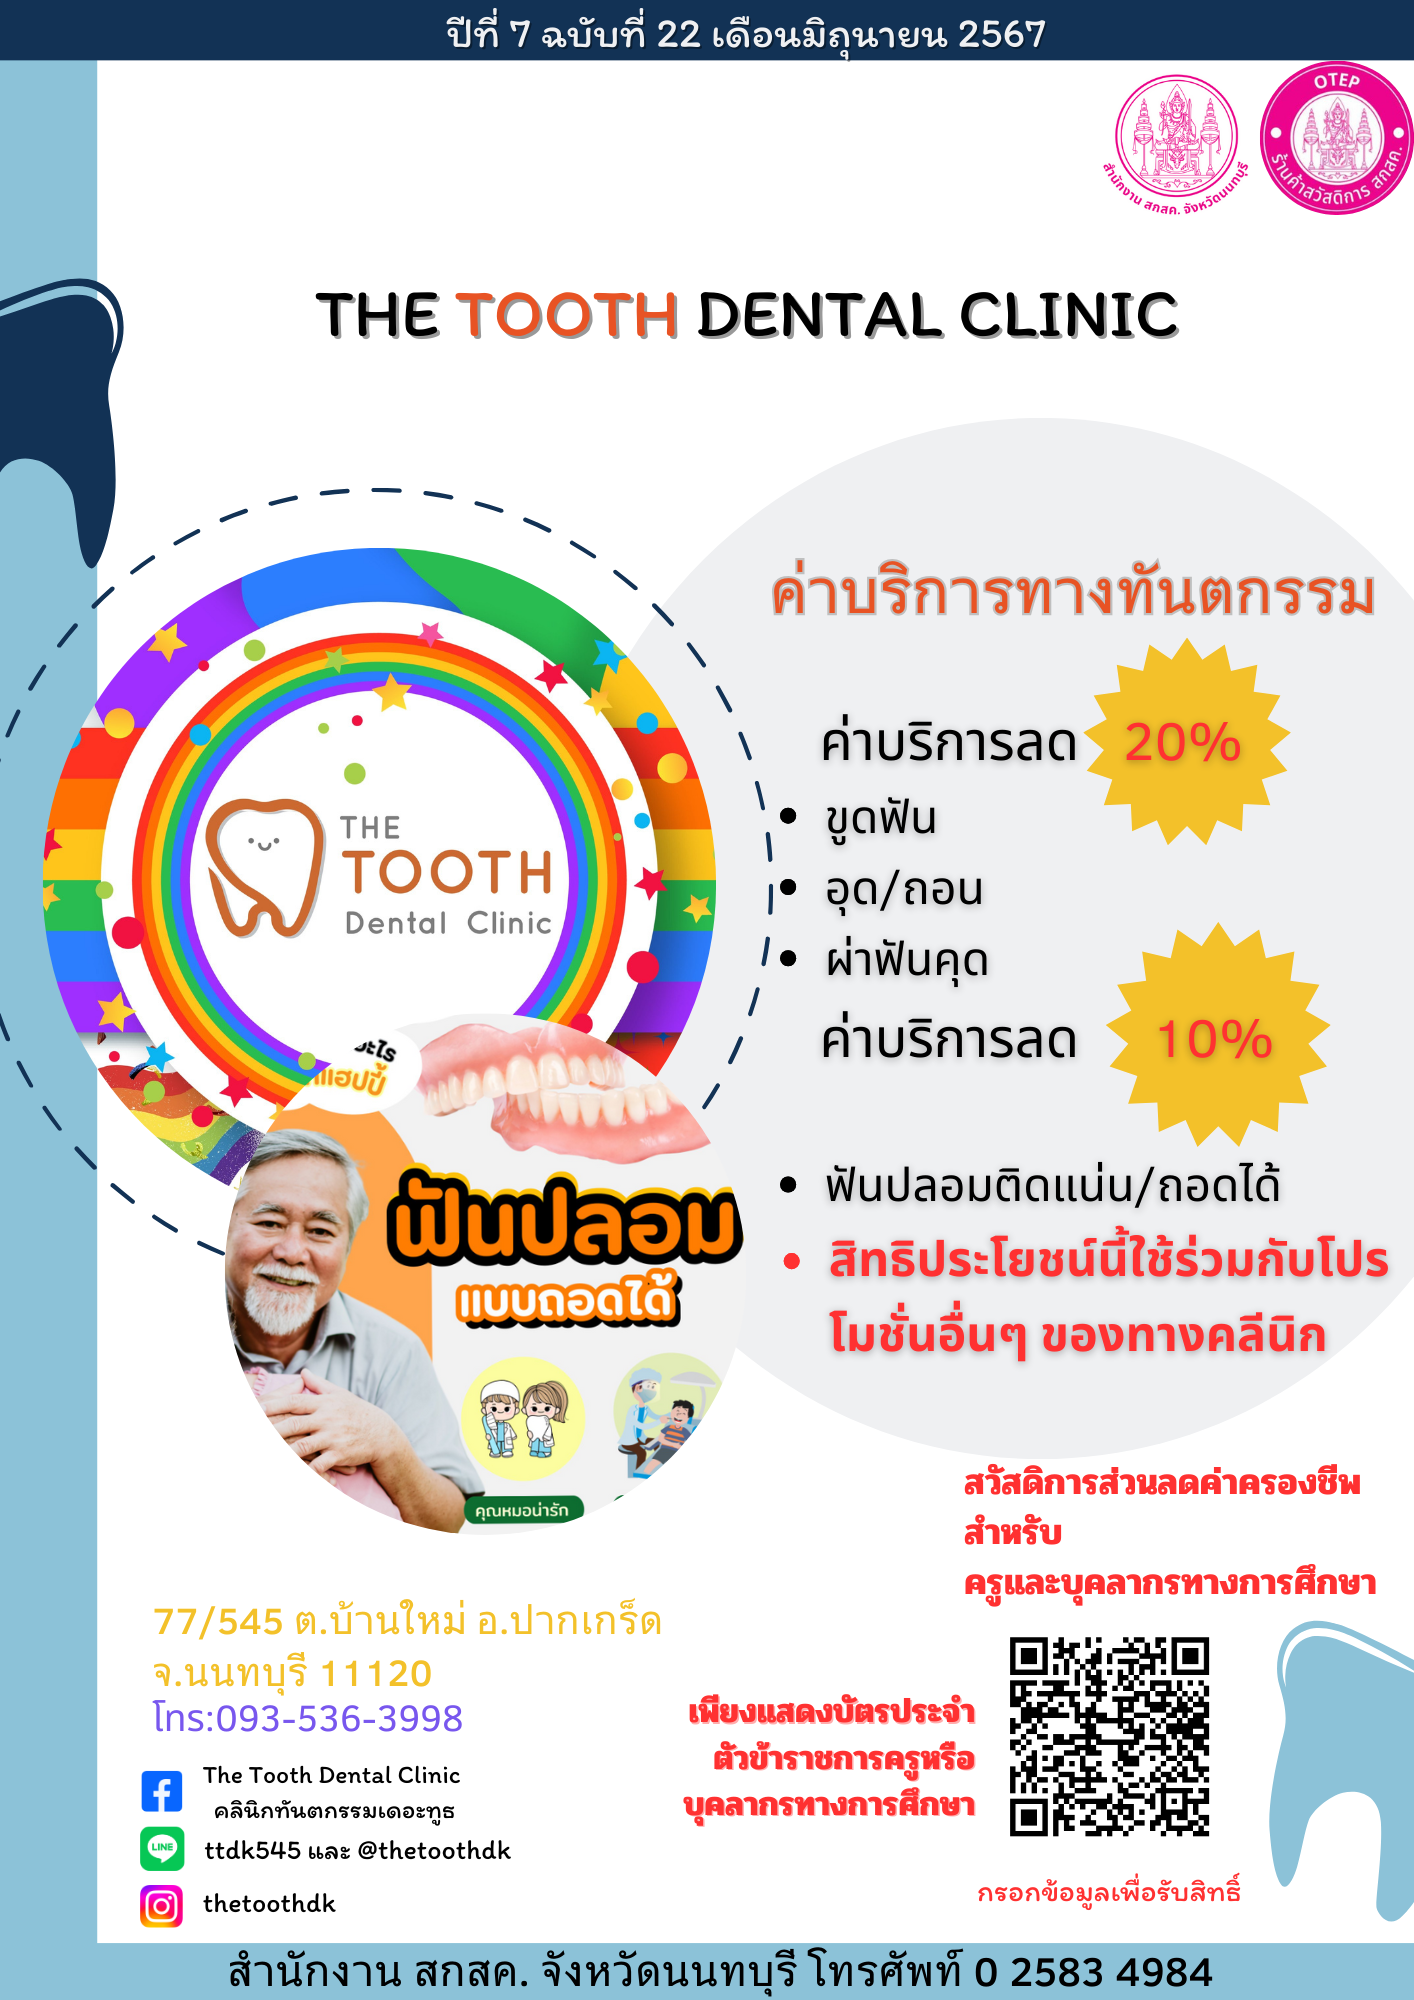 ปีที่ 7 ฉบับที่ 22 เดือนมิถุนายน 2567
สำนักงาน สกสค. จังหวัดนนทบุรี
OTEP
ร้านค้าสวัสดิการ สกสค.
THE TOOTH DENTAL CLINIC
ค่าบริการทางทันตกรรม
ค่าบริการลด 20%
• ขูดฟัน
• อุด/ถอน
• ผ่าฟันคุด
ค่าบริการลด 10%
• ฟันปลอมติดแน่น/ถอดได้
• สิทธิประโยชน์นี้ใช้ร่วมกับโปร
โมชั่นอื่นๆ ของทางคลีนิก
THE
TOOTH
Dental Clinic
ฟันปลอม
แบบถอดได้
คุณหมอน่ารัก
สวัสดิการส่วนลดค่าครองชีพ
สำหรับ
ครูและบุคลากรทางการศึกษา
77/545 ต.บ้านใหม่ อ.ปากเกร็ด
จ.นนทบุรี 11120
โทร:093-536-3998
The Tooth Dental Clinic
คลินิกทันตกรรมเดอะทูธ
LINE
ttdk545 และ @thetoothdk
thetoothdk
เพียงแสดงบัตรประจำ
ตัวข้าราชการครูหรือ
บุคลากรทางการศึกษา
กรอกข้อมูลเพื่อรับสิทธิ์
สำนักงาน สกสค. จังหวัดนนทบุรี โทรศัพท์ 0 2583 4984